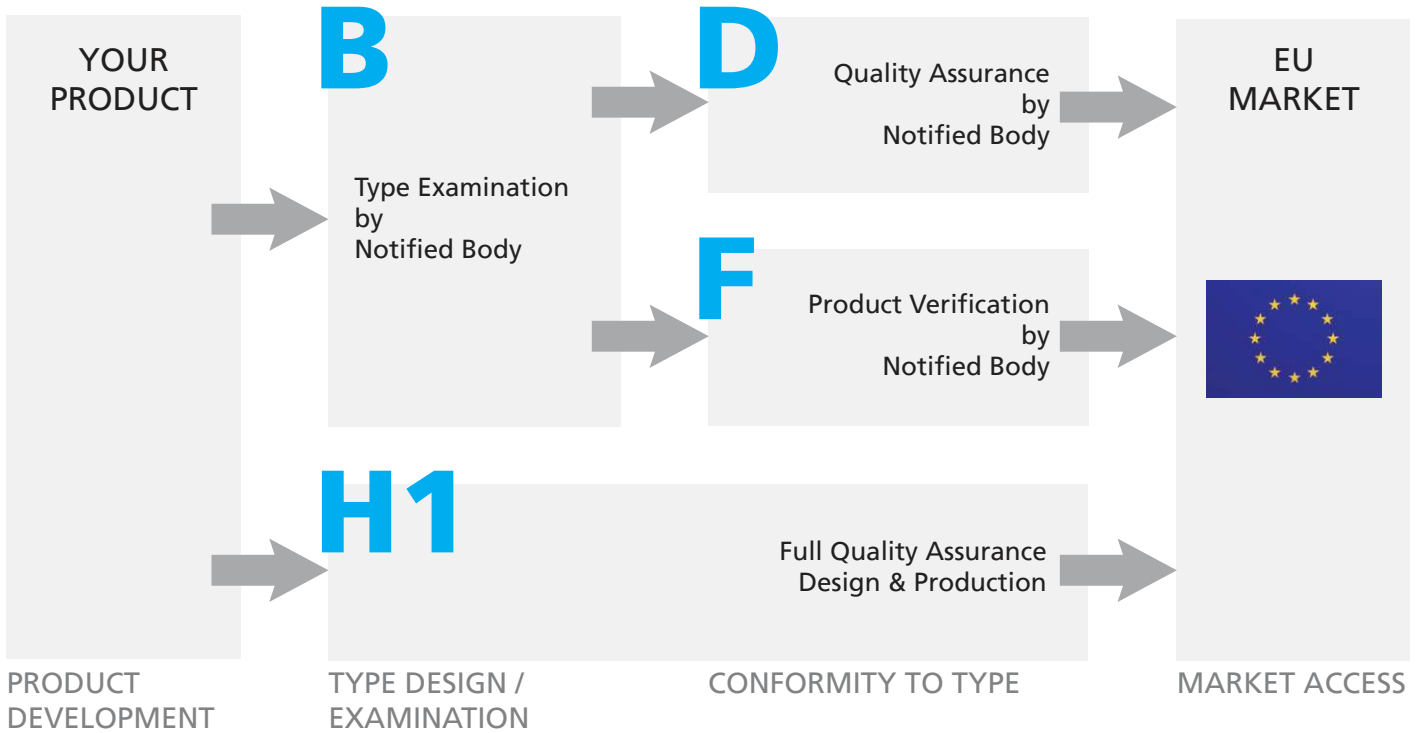 YOUR
PRODUCT
B
Type Examination
by
Notified Body
D
Quality Assurance
by
Notified Body
F
Product Verification
by
Notified Body
H1
Full Quality Assurance
Design & Production
EU
MARKET
PRODUCT
DEVELOPMENT
TYPE DESIGN /
EXAMINATION
CONFORMITY TO TYPE
MARKET ACCESS